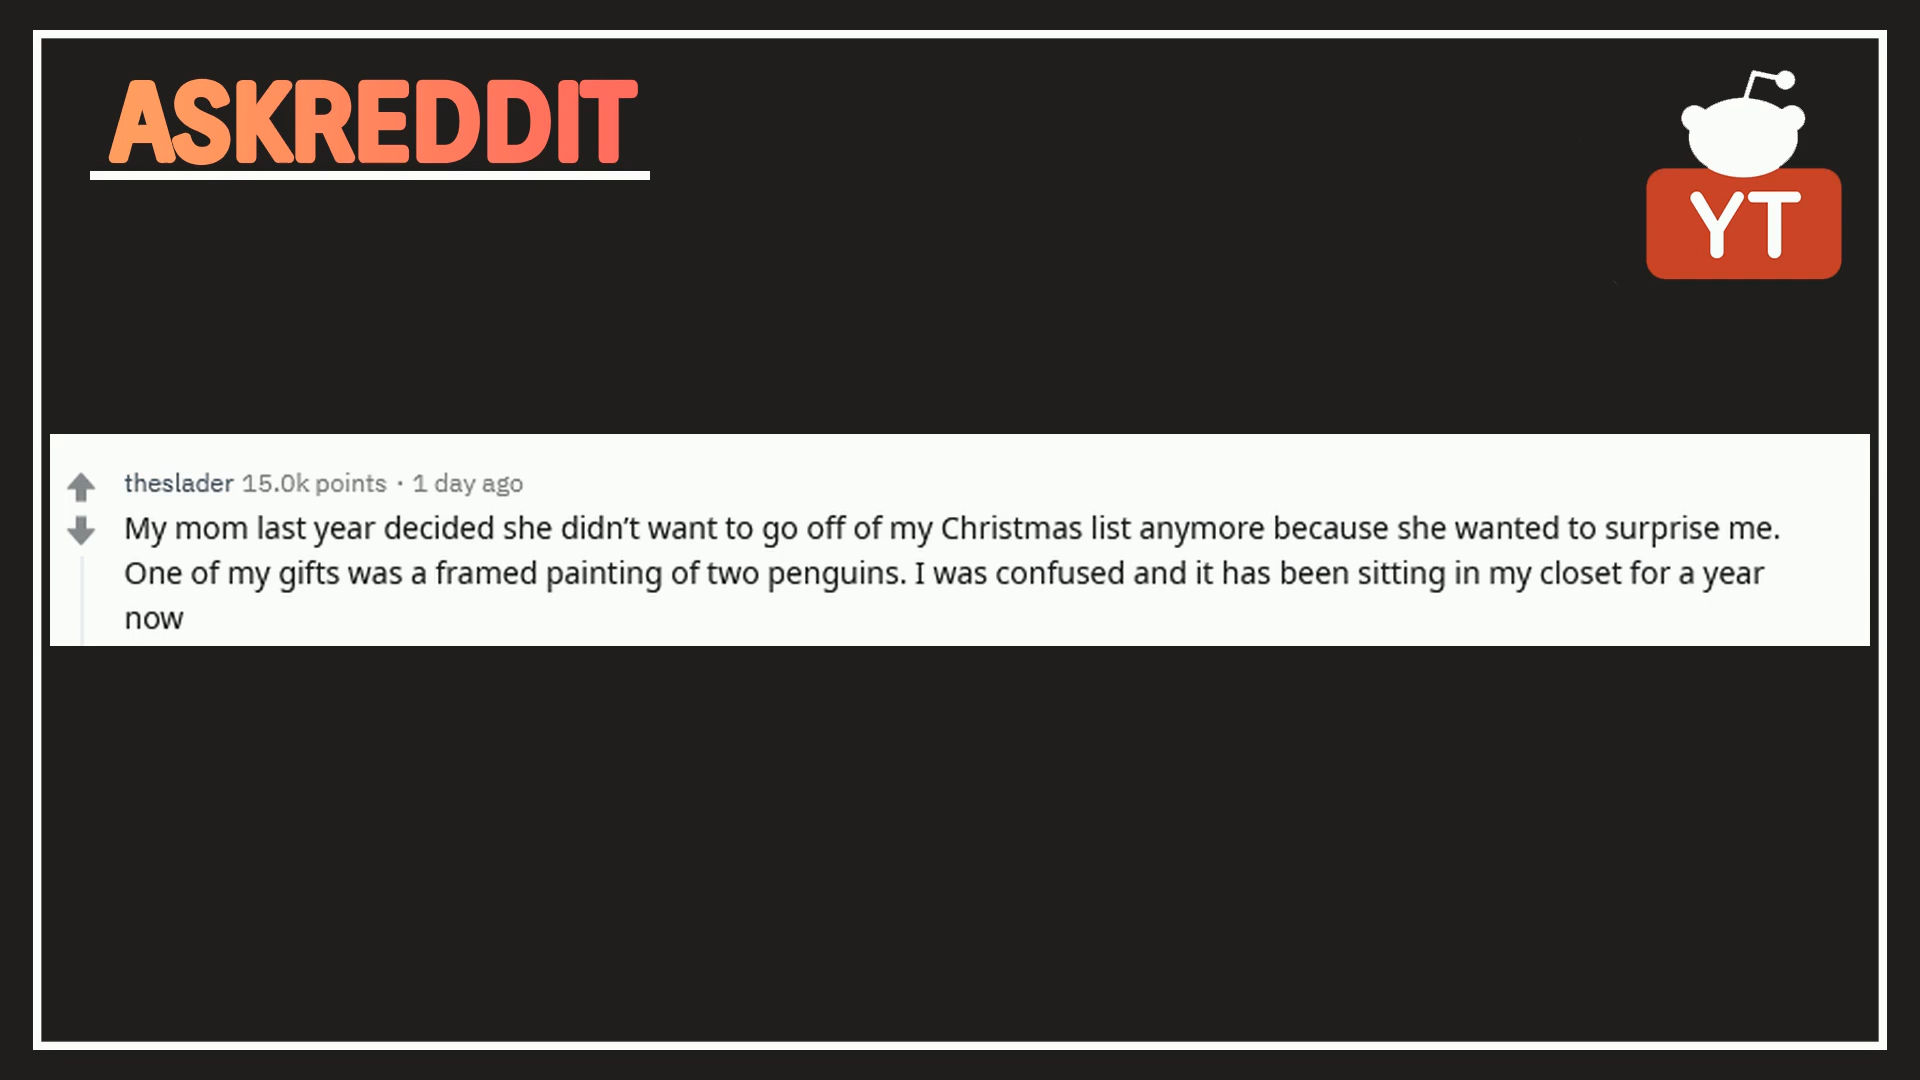 ASKREDDIT
YT
theslader 15.0k points · 1 day ago
My mom last year decided she didn’t want to go off of my Christmas list anymore because she wanted to surprise me.
One of my gifts was a framed painting of two penguins. I was confused and it has been sitting in my closet for a year
now